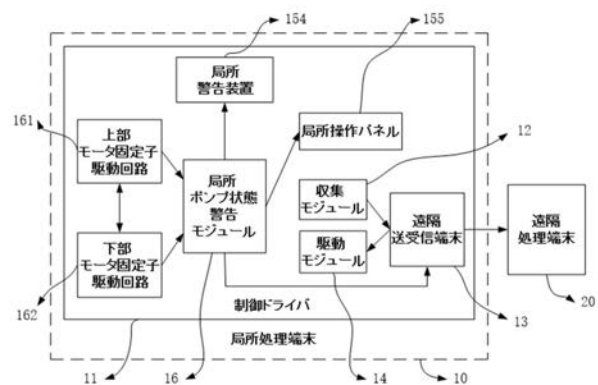 154
155
局所
警告装置
161
上部
モータ固定子
駆動回路
局所操作パネル
12
局所
ポンプ状態
警告
モジュール
収集
モジュール
遠隔
送受信端末
遠隔
処理端末
下部
モータ固定子
駆動回路
駆動
モジュール
162
制御ドライバ
13
20
局所処理端末
11
16
14
10